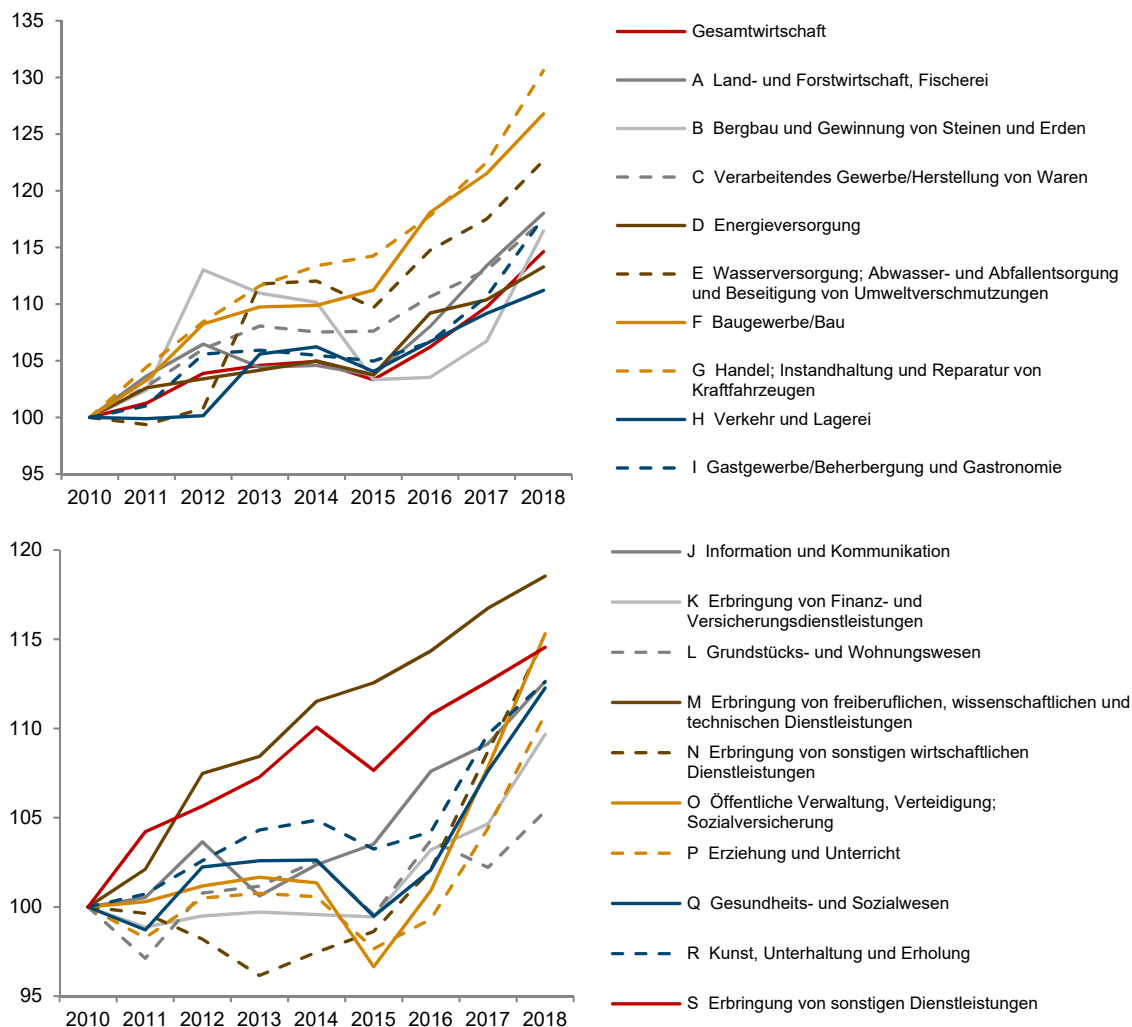 135
130
125
120
115
110
105
100
95
2010 2011 2012 2013 2014 2015 2016 2017 2018
Gesamtwirtschaft
A Land- und Forstwirtschaft, Fischerei
B Bergbau und Gewinnung von Steinen und Erden
C Verarbeitendes Gewerbe/Herstellung von Waren
D Energieversorgung
E Wasserversorgung; Abwasser- und Abfallentsorgung
und Beseitigung von Umweltverschmutzungen
F Baugewerbe/Bau
G Handel; Instandhaltung und Reparatur von
Kraftfahrzeugen
H Verkehr und Lagerei
I Gastgewerbe/Beherbergung und Gastronomie
120
115
110
105
100
95
2010 2011 2012 2013 2014 2015 2016 2017 2018
J Information und Kommunikation
K Erbringung von Finanz- und
Versicherungsdienstleistungen
L Grundstücks- und Wohnungswesen
M Erbringung von freiberuflichen, wissenschaftlichen und
technischen Dienstleistungen
N Erbringung von sonstigen wirtschaftlichen
Dienstleistungen
O Öffentliche Verwaltung, Verteidigung;
Sozialversicherung
P Erziehung und Unterricht
Q Gesundheits- und Sozialwesen
R Kunst, Unterhaltung und Erholung
S Erbringung von sonstigen Dienstleistungen